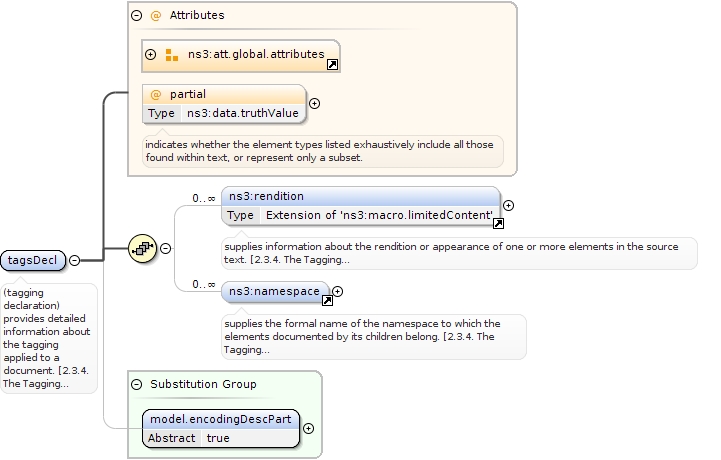 @ Attributes
ns3:att.global.attributes
@ partial
Type ns3:data.truthValue
indicates whether the element types listed exhaustively include all those
found within text, or represent only a subset.
0..∞
ns3:rendition
Type Extension of 'ns3:macro.limitedContent'
supplies information about the rendition or appearance of one or more elements in the source
text. [2.3.4. The Tagging...
tagsDecl
(tagging
declaration)
provides detailed
information about
the tagging
applied to a
document. [2.3.4.
The Tagging...
0..∞
ns3:namespace
supplies the formal name of the namespace to which the
elements documented by its children belong. [2.3.4. The
Tagging...
Substitution Group
model.encodingDescPart
Abstract true